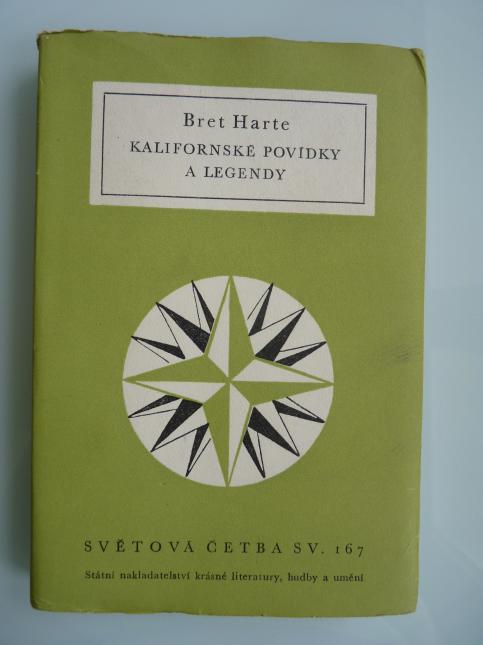 Bret Harte
KALIFORNSKÉ POVÍDKY
A LEGENDY
SVĚTOVÁ ČETBA SV. 167
Státní nakladatelství krásné literatury, hudby a umění